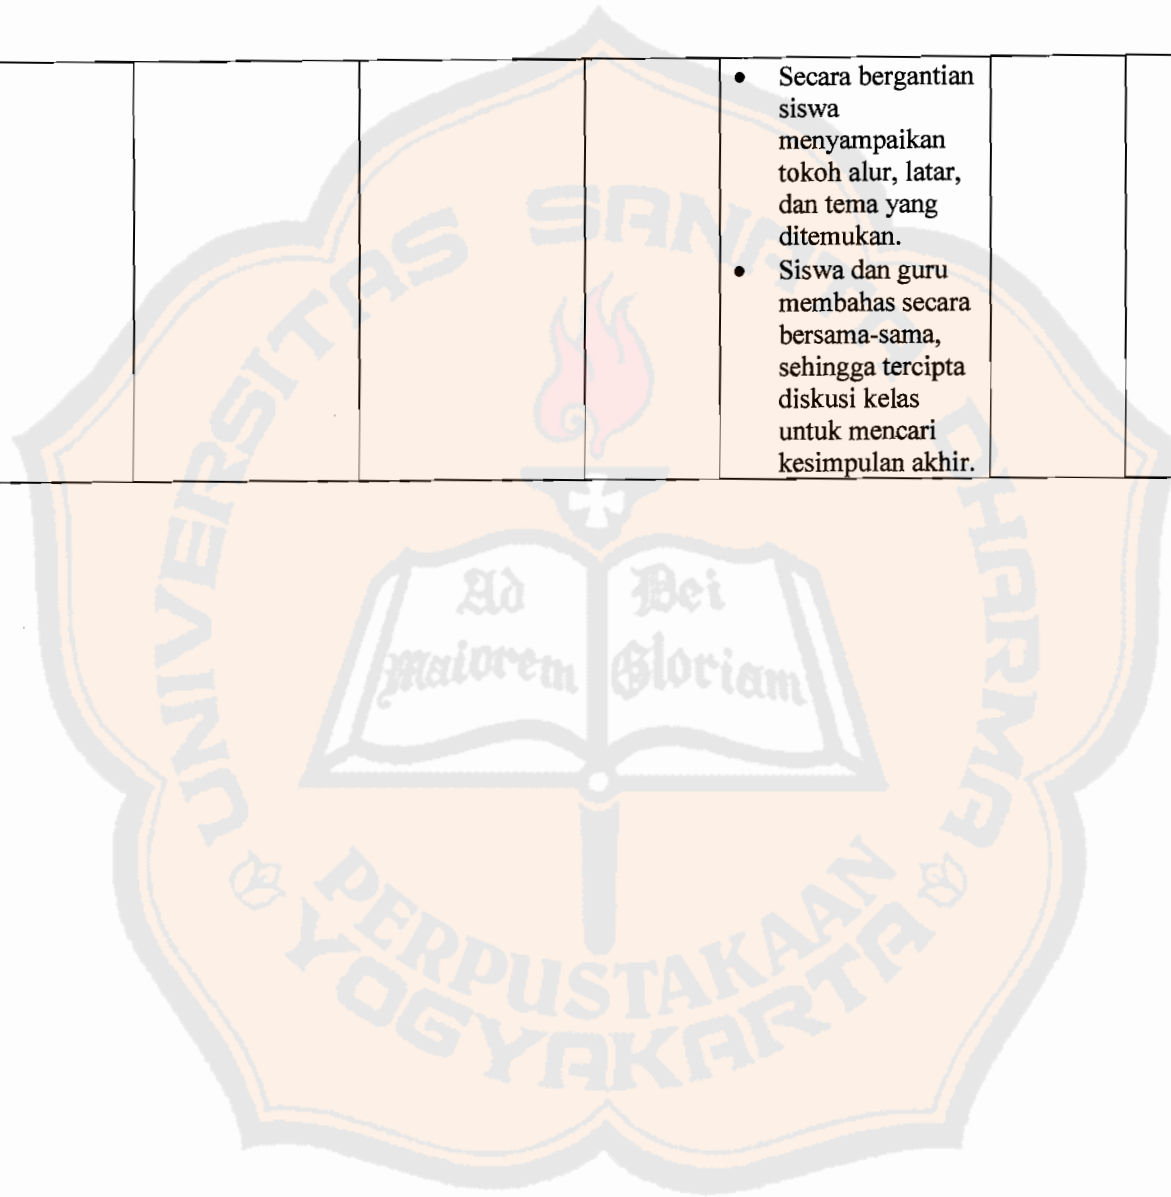 • Secara bergantian
siswa
menyampaikan
tokoh alur, latar,
dan tema yang
ditemukan.
• Siswa dan guru
membahas secara
bersama-sama,
sehingga tercipta
diskusi kelas
untuk mencari
kesimpulan akhir.
UNIVERSITAS SANATA DHARMA
Ad Dei
maiorem Gloriam
PERPUSTAKAAN
YOGYAKARTA